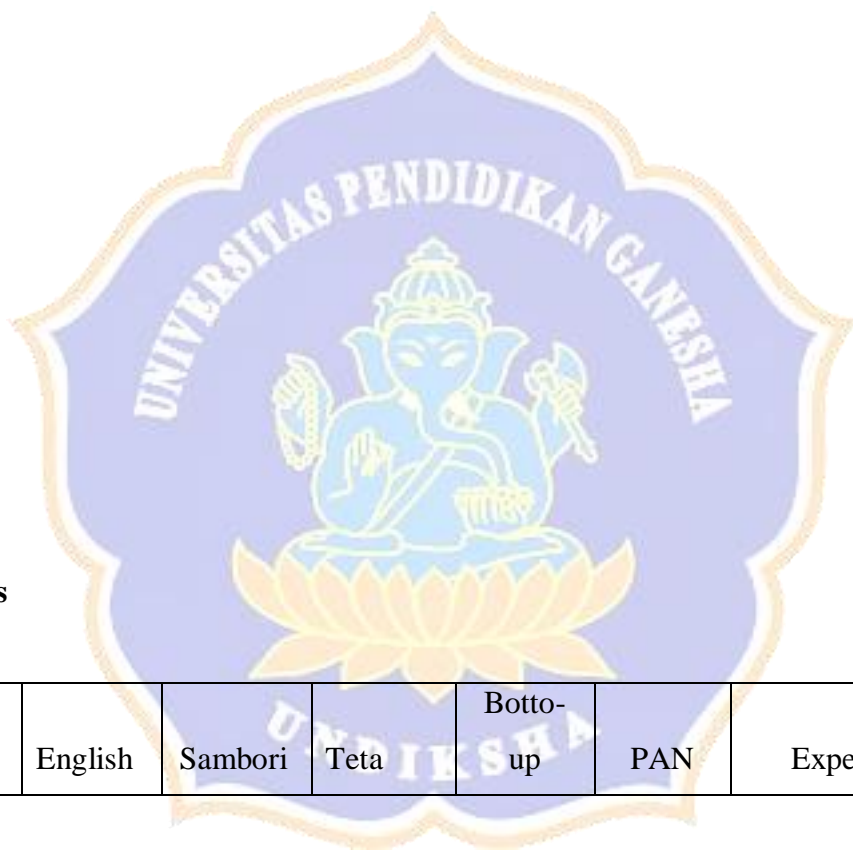 UNIVERSITAS PENDIDIKAN GANESHA
s
English Sambori Teta Botto-
up PAN Expe
UNDIKSHA